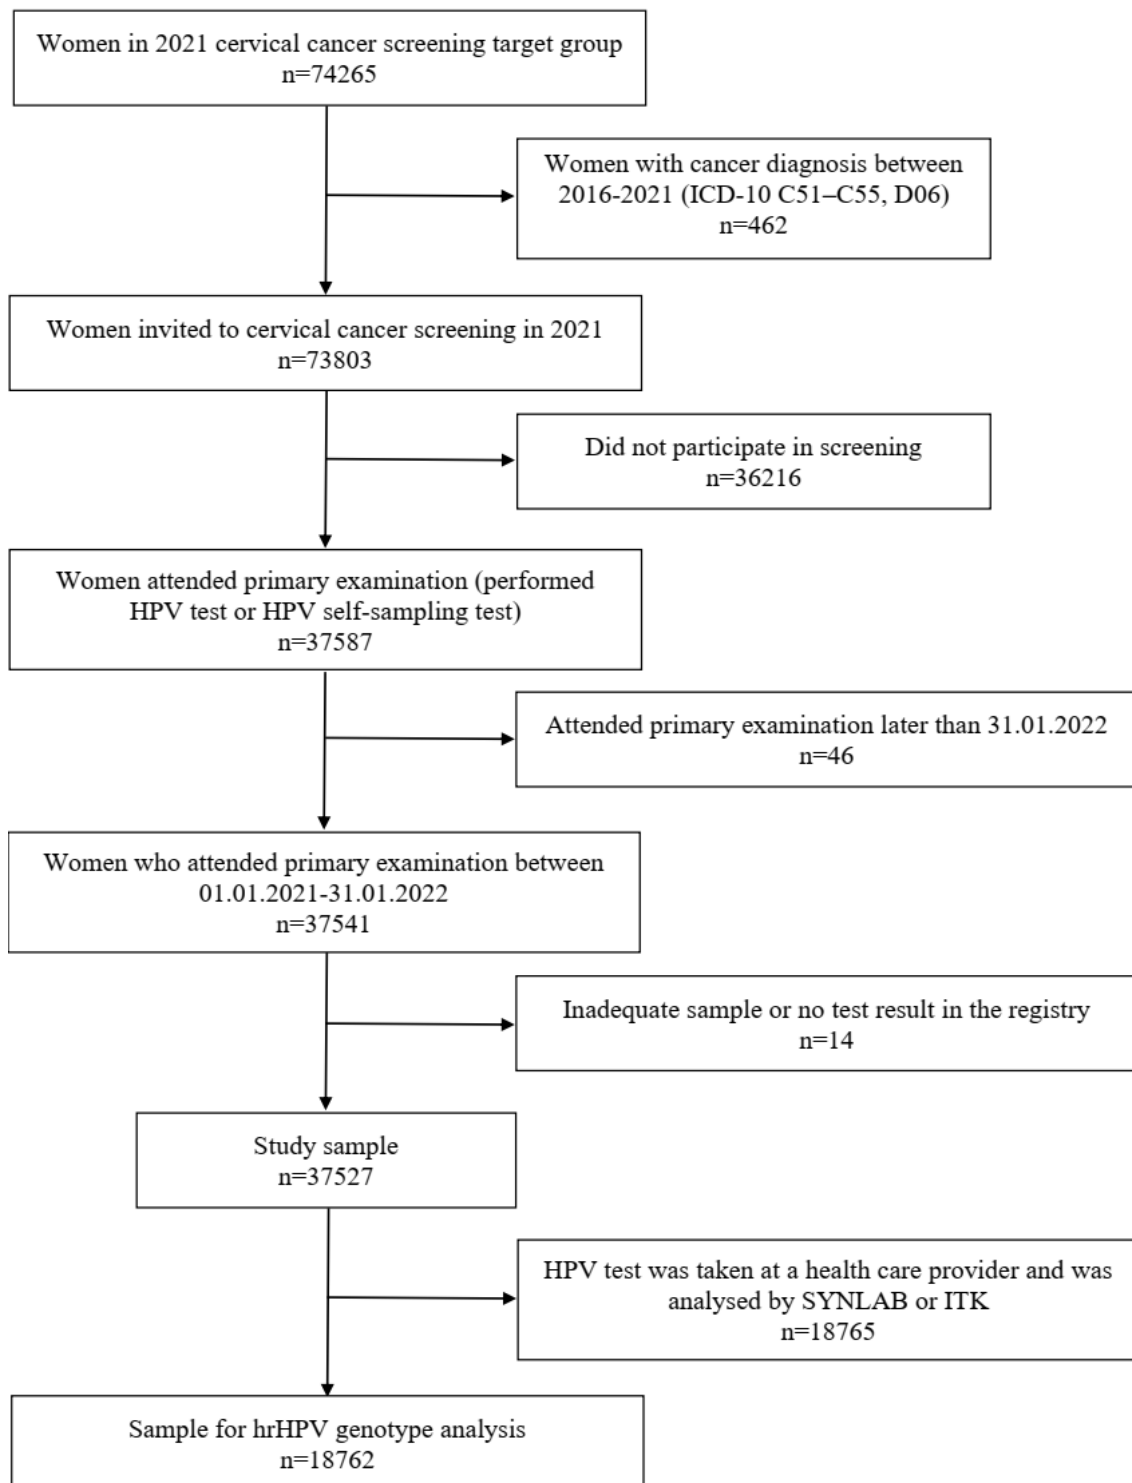 Women in 2021 cervical cancer screening target group
n=74265
Women with cancer diagnosis between
2016-2021 (ICD-10 C51–C55, D06)
n=462
Women invited to cervical cancer screening in 2021
n=73803
Did not participate in screening
n=36216
Women attended primary examination (performed
HPV test or HPV self-sampling test)
n=37587
Attended primary examination later than 31.01.2022
n=46
Women who attended primary examination between
01.01.2021-31.01.2022
n=37541
Inadequate sample or no test result in the registry
n=14
Study sample
n=37527
HPV test was taken at a health care provider and was
analysed by SYNLAB or ITK
n=18765
Sample for hrHPV genotype analysis
n=18762